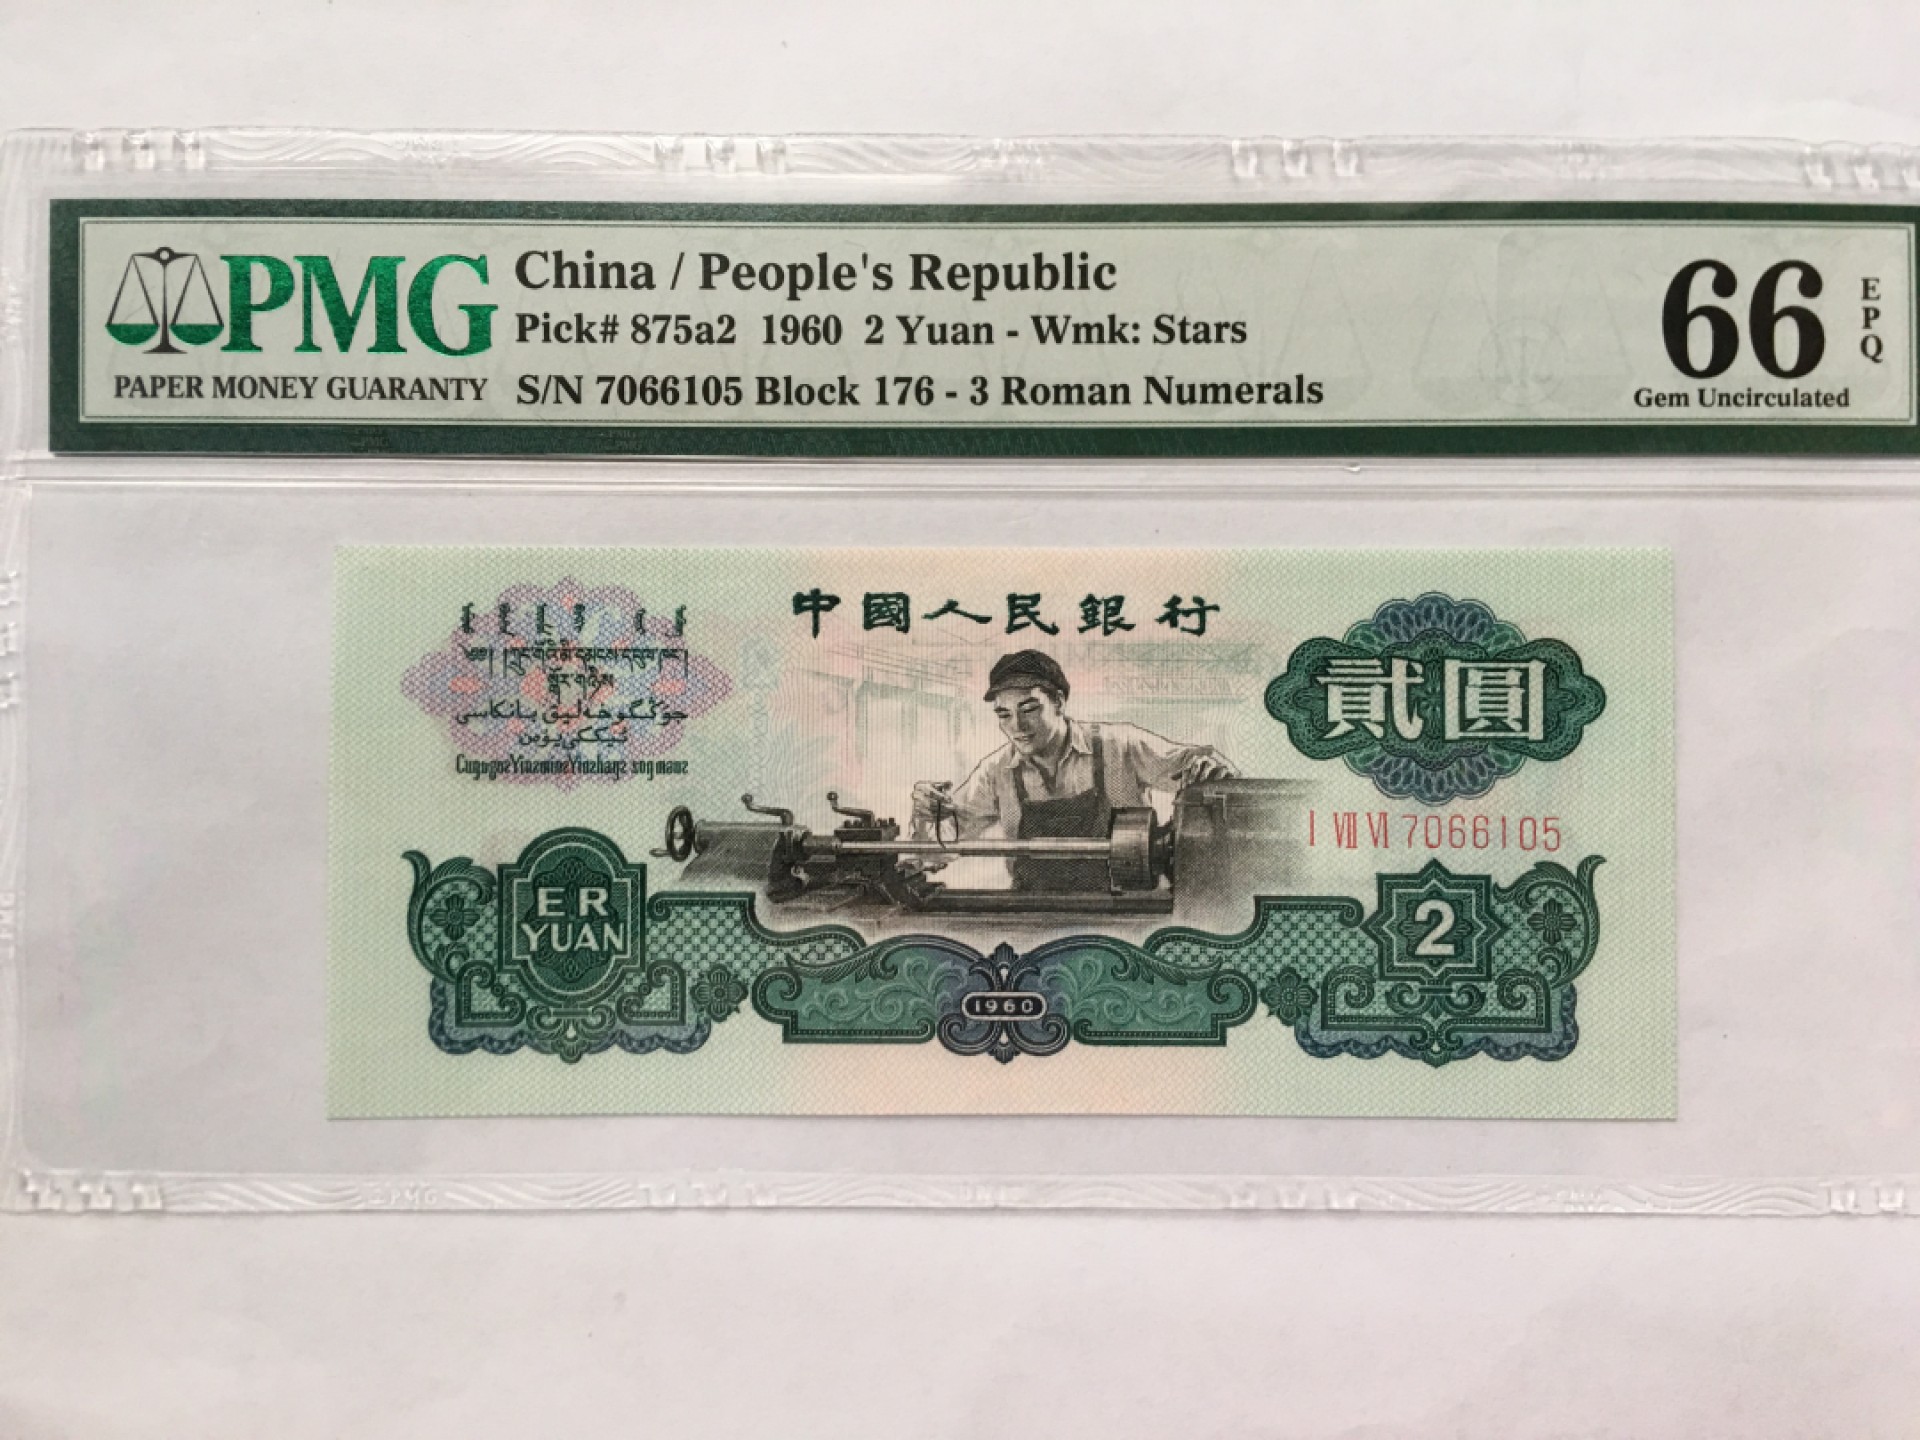 PMG
PAPER MONEY GUARANTY
China / People's Republic
Pick# 875a2 1960 2 Yuan - Wmk: Stars
S/N 7066105 Block 176 - 3 Roman Numerals
66
EPQ
Gem Uncirculated
中國人民銀行
貳圓
I VII VI 7066105
ER
YUAN
1960
2